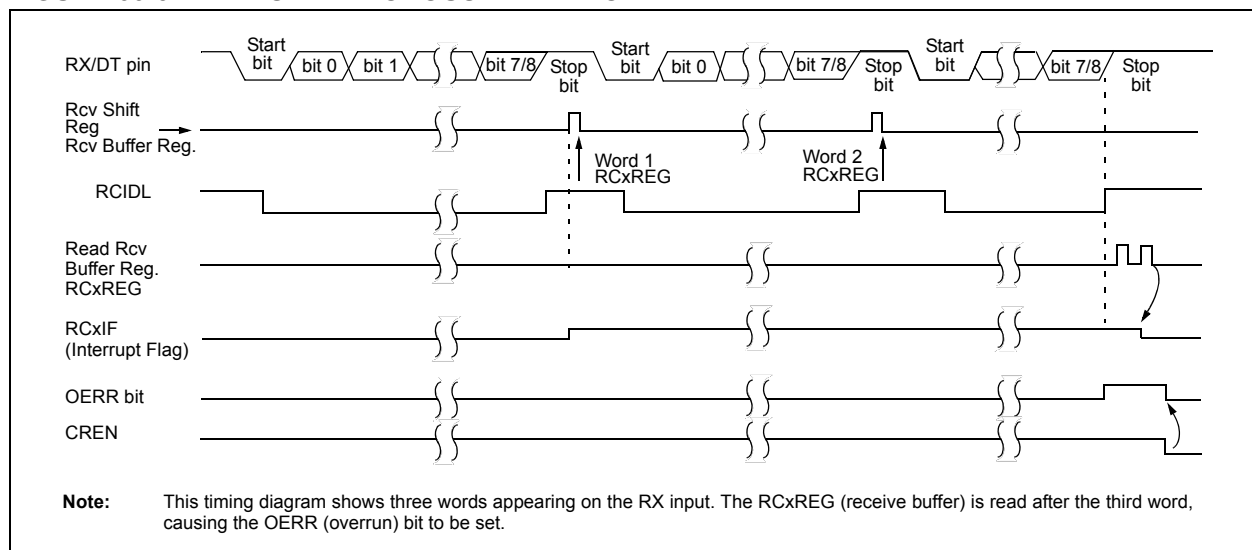 Start
bit
bit 0
bit 1
bit 7/8
Stop
bit
Start
bit
bit 0
bit 7/8
Stop
bit
Start
bit
bit 7/8
Stop
bit
RX/DT pin
Rcv Shift
Reg
Rcv Buffer Reg.
Word 1
RCxREG
Word 2
RCxREG
RCIDL
Read Rcv
Buffer Reg.
RCxREG
RCxIF
(Interrupt Flag)
OERR bit
CREN
Note: This timing diagram shows three words appearing on the RX input. The RCxREG (receive buffer) is read after the third word,
causing the OERR (overrun) bit to be set.